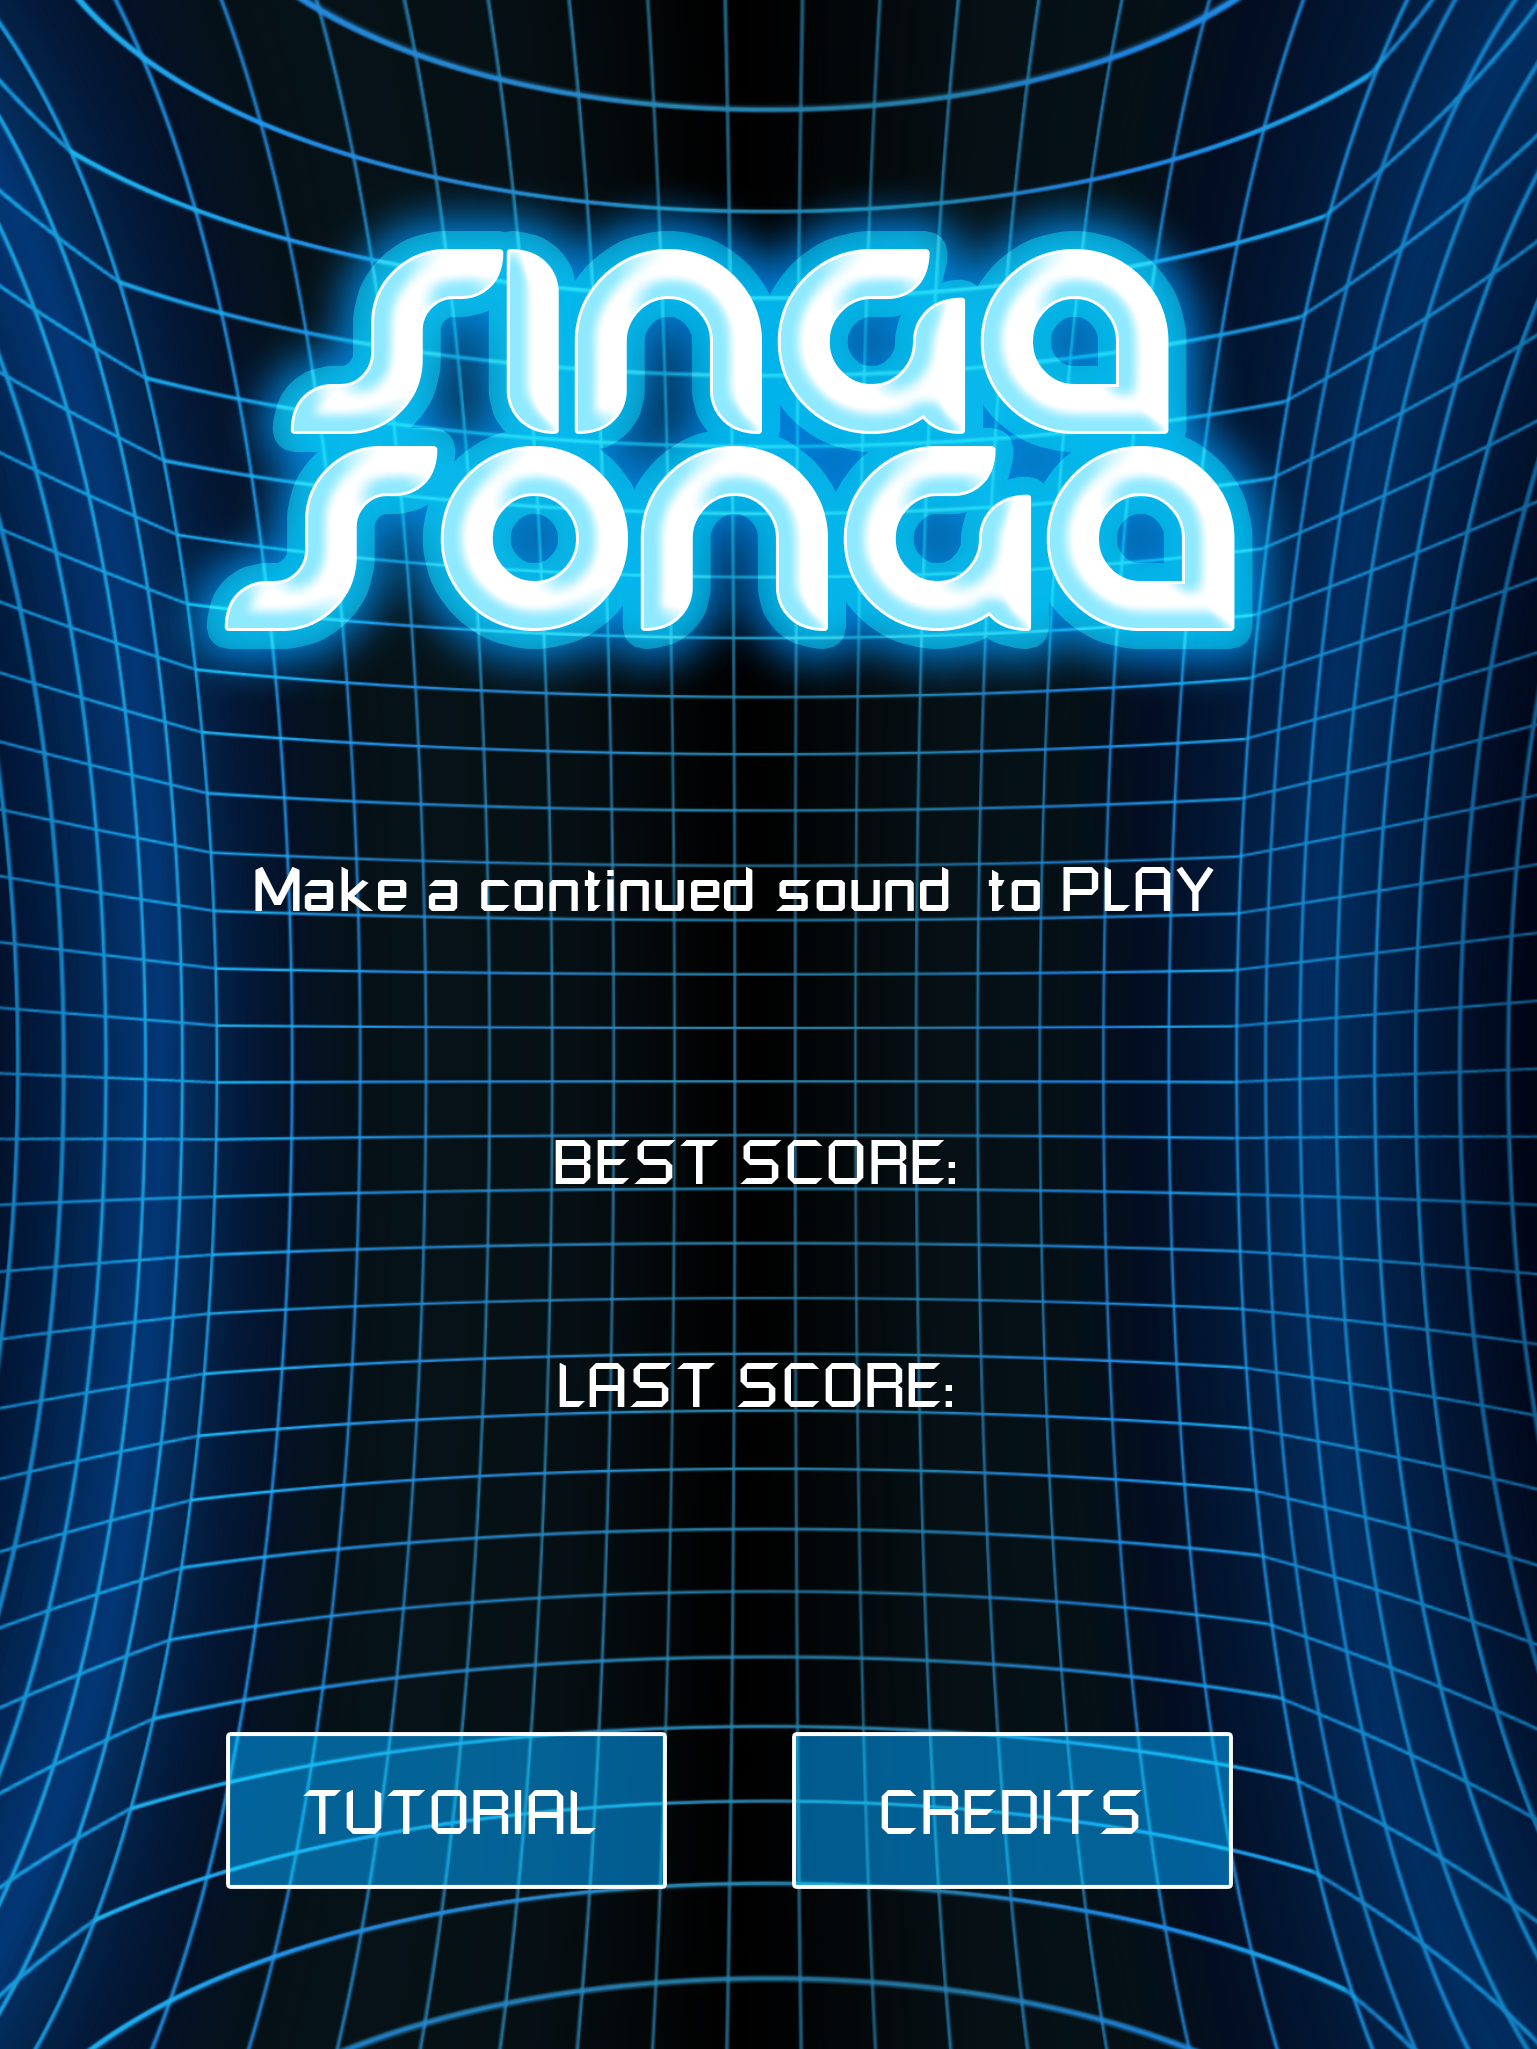 SINGA
SONGA
Make a continued sound to PLAY
BEST SCORE:
LAST SCORE:
TUTORIAL
CREDITS